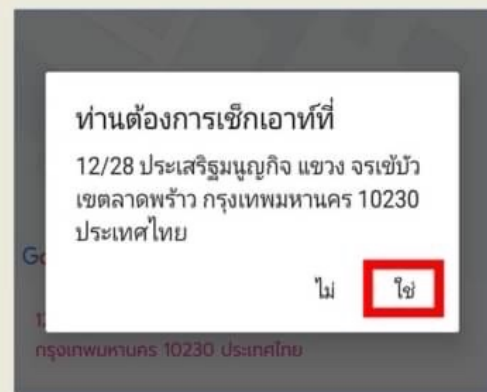 ท่านต้องการเช็กเอาท์ที่
12/28 ประเสริฐมนูญกิจ แขวง จรเข้บัว
เขตลาดพร้าว กรุงเทพมหานคร 10230
ประเทศไทย
ไม่ ใช่
กรุงเทพมหานคร 10230 ประเทศไทย